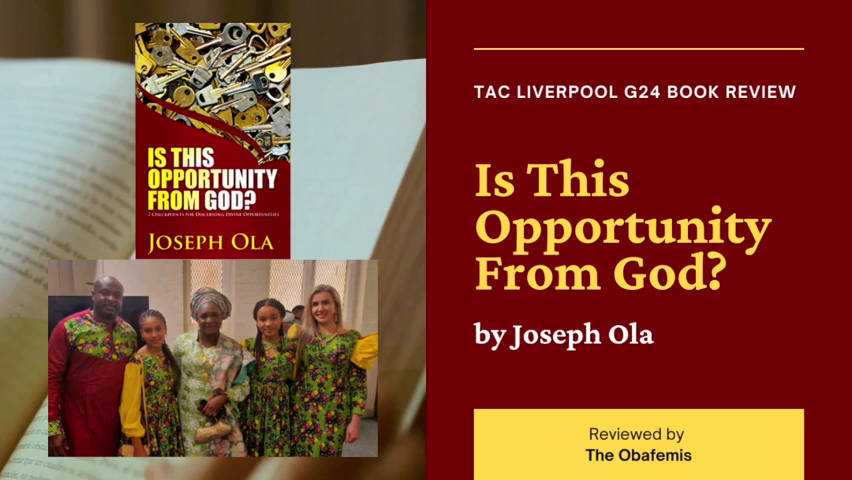 IS THIS
OPPORTUNITY
FROM GOD?
7 CHECKPOINTS FOR DISCERNING DIVINE OPPORTUNITIES
JOSEPH OLA
TAC LIVERPOOL G24 BOOK REVIEW
Is This
Opportunity
From God?
by Joseph Ola
Reviewed by
The Obafemis